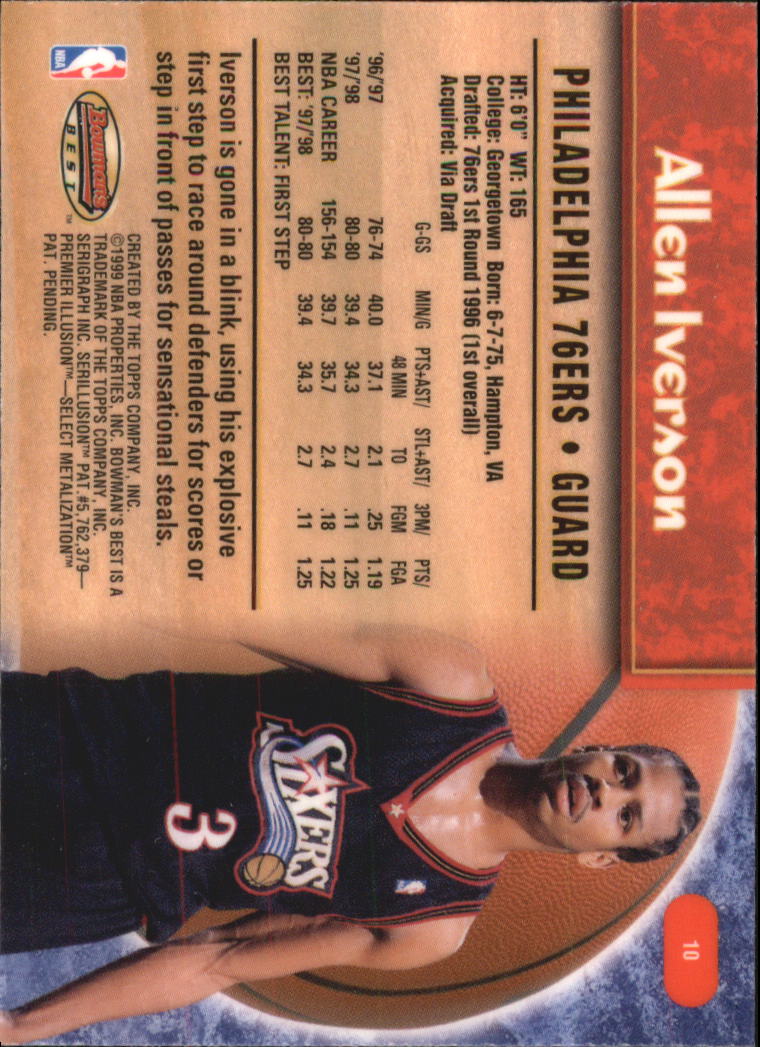 Allen Iverson
10
PHILADELPHIA 76ERS • GUARD
HT: 6'0" WT: 165
College: Georgetown Born: 6-7-75, Hampton, VA
Drafted: 76ers 1st Round 1996 (1st overall)
Acquired: Via Draft
G-GS MIN/G PTS+AST/ 48 MIN STL+AST/ TO 3PM/ FGM PTS/ FGA
'96/'97 76-74 40.0 37.1 2.1 .25 1.19
'97/'98 80-80 39.4 34.3 2.7 .11 1.25
NBA CAREER 156-154 39.7 35.7 2.4 .18 1.22
BEST: '97/'98 80-80 39.4 34.3 2.7 .11 1.25
BEST TALENT: FIRST STEP
Iverson is gone in a blink, using his explosive
first step to race around defenders for scores or
step in front of passes for sensational steals.
NBA
Bowman's
BEST™
CREATED BY THE TOPPS COMPANY, INC.
©1999 NBA PROPERTIES, INC. BOWMAN'S BEST IS A
TRADEMARK OF THE TOPPS COMPANY, INC.
SERIGRAPH INC. SERILLUSION™ PAT.#5,762,379—
PREMIER ILLUSION™—SELECT METALIZATION™
PAT. PENDING.
SIXERS
3